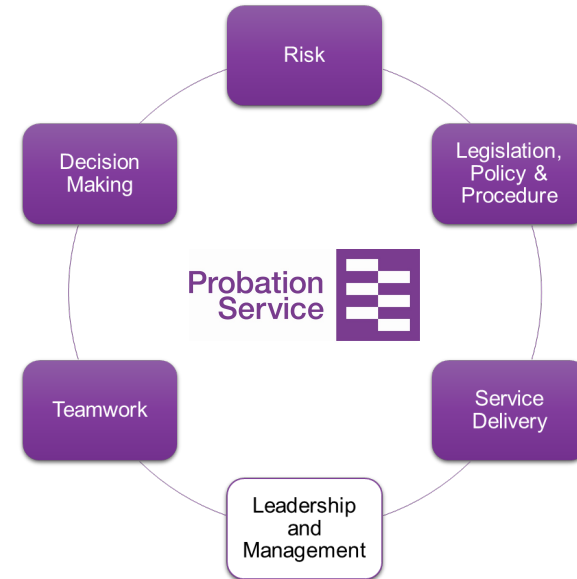 Risk
Decision
Making
Legislation,
Policy &
Procedure
Probation
Service
Teamwork
Service
Delivery
Leadership
and
Management